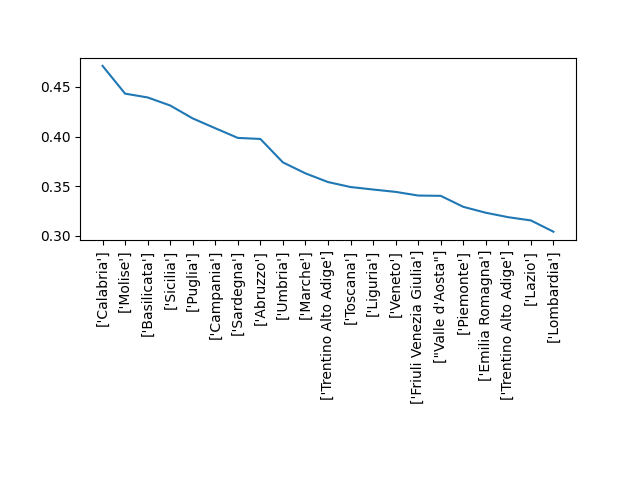 0.45
0.40
0.35
0.30
['Calabria']
['Molise']
['Basilicata']
['Sicilia']
['Puglia']
['Campania']
['Sardegna']
['Abruzzo']
['Umbria']
['Marche']
['Trentino Alto Adige']
['Toscana']
['Liguria']
['Veneto']
['Friuli Venezia Giulia']
["Valle d'Aosta"]
['Piemonte']
['Emilia Romagna']
['Trentino Alto Adige']
['Lazio']
['Lombardia']